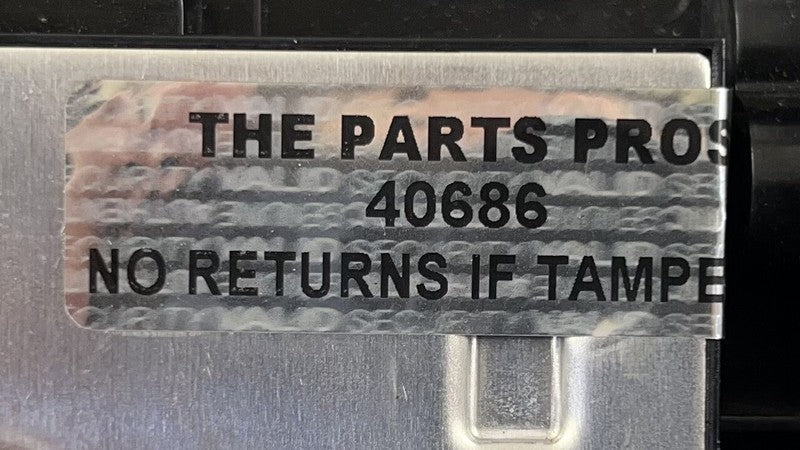 THE PARTS PROS
40686
NO RETURNS IF TAMPE